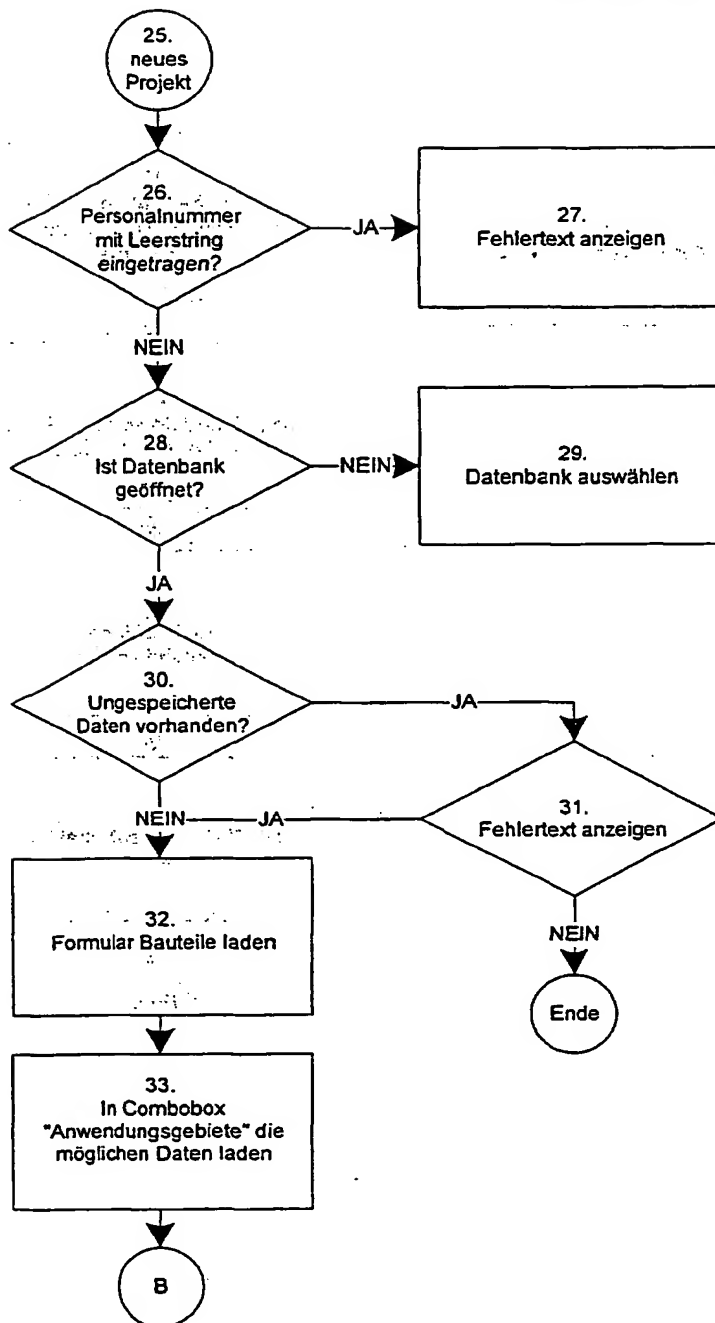 25.
neues
Projekt
26.
Personalnummer
mit Leerstring
eingetragen?
JA
27.
Fehlertext anzeigen
NEIN
28.
Ist Datenbank
geöffnet?
NEIN
29.
Datenbank auswählen
JA
30.
Ungespeicherte
Daten vorhanden?
JA
31.
Fehlertext anzeigen
NEIN
JA
32.
Formular Bauteile laden
NEIN
Ende
33.
In Combobox
"Anwendungsgebiete" die
möglichen Daten laden
B